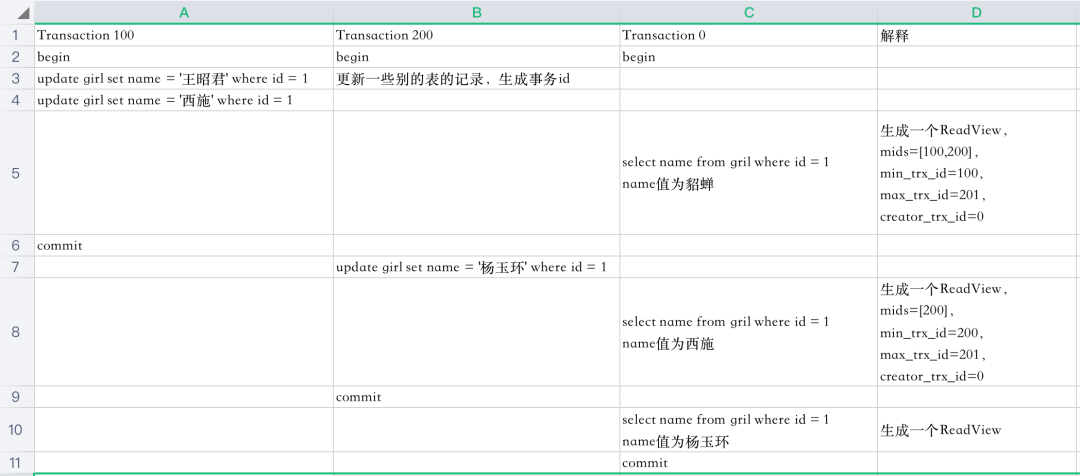 A B C D
1 Transaction 100 Transaction 200 Transaction 0 解释
2 begin begin begin
3 update girl set name = '王昭君' where id = 1 更新一些别的表的记录，生成事务id
4 update girl set name = '西施' where id = 1
生成一个ReadView，
mids=[100,200]，
select name from gril where id = 1
5 min_trx_id=100，
name值为貂蝉
max_trx_id=201，
creator_trx_id=0
6 commit
7 update girl set name = '杨玉环' where id = 1
生成一个ReadView，
mids=[200]，
select name from gril where id = 1
8 min_trx_id=200，
name值为西施
max_trx_id=201，
creator_trx_id=0
9 commit
select name from gril where id = 1
10 生成一个ReadView
name值为杨玉环
11 commit